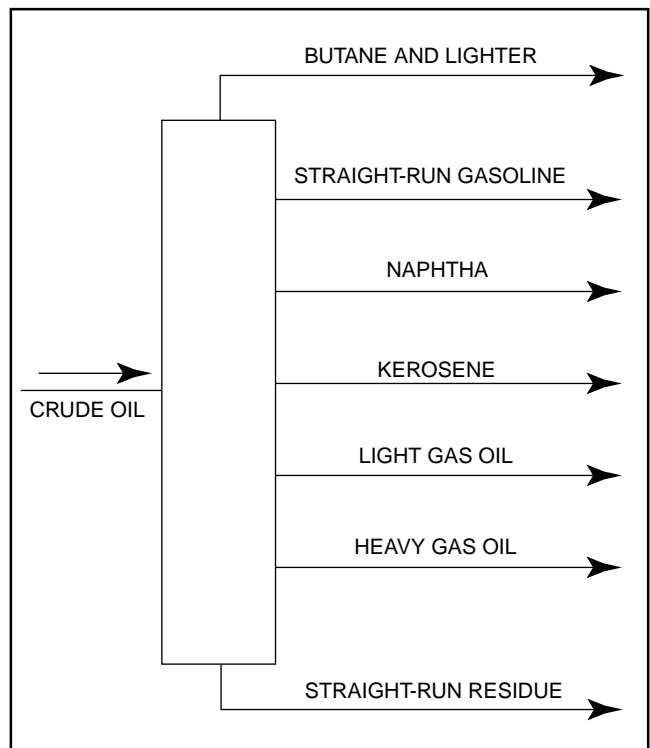 BUTANE AND LIGHTER
STRAIGHT-RUN GASOLINE
NAPHTHA
KEROSENE
CRUDE OIL
LIGHT GAS OIL
HEAVY GAS OIL
STRAIGHT-RUN RESIDUE